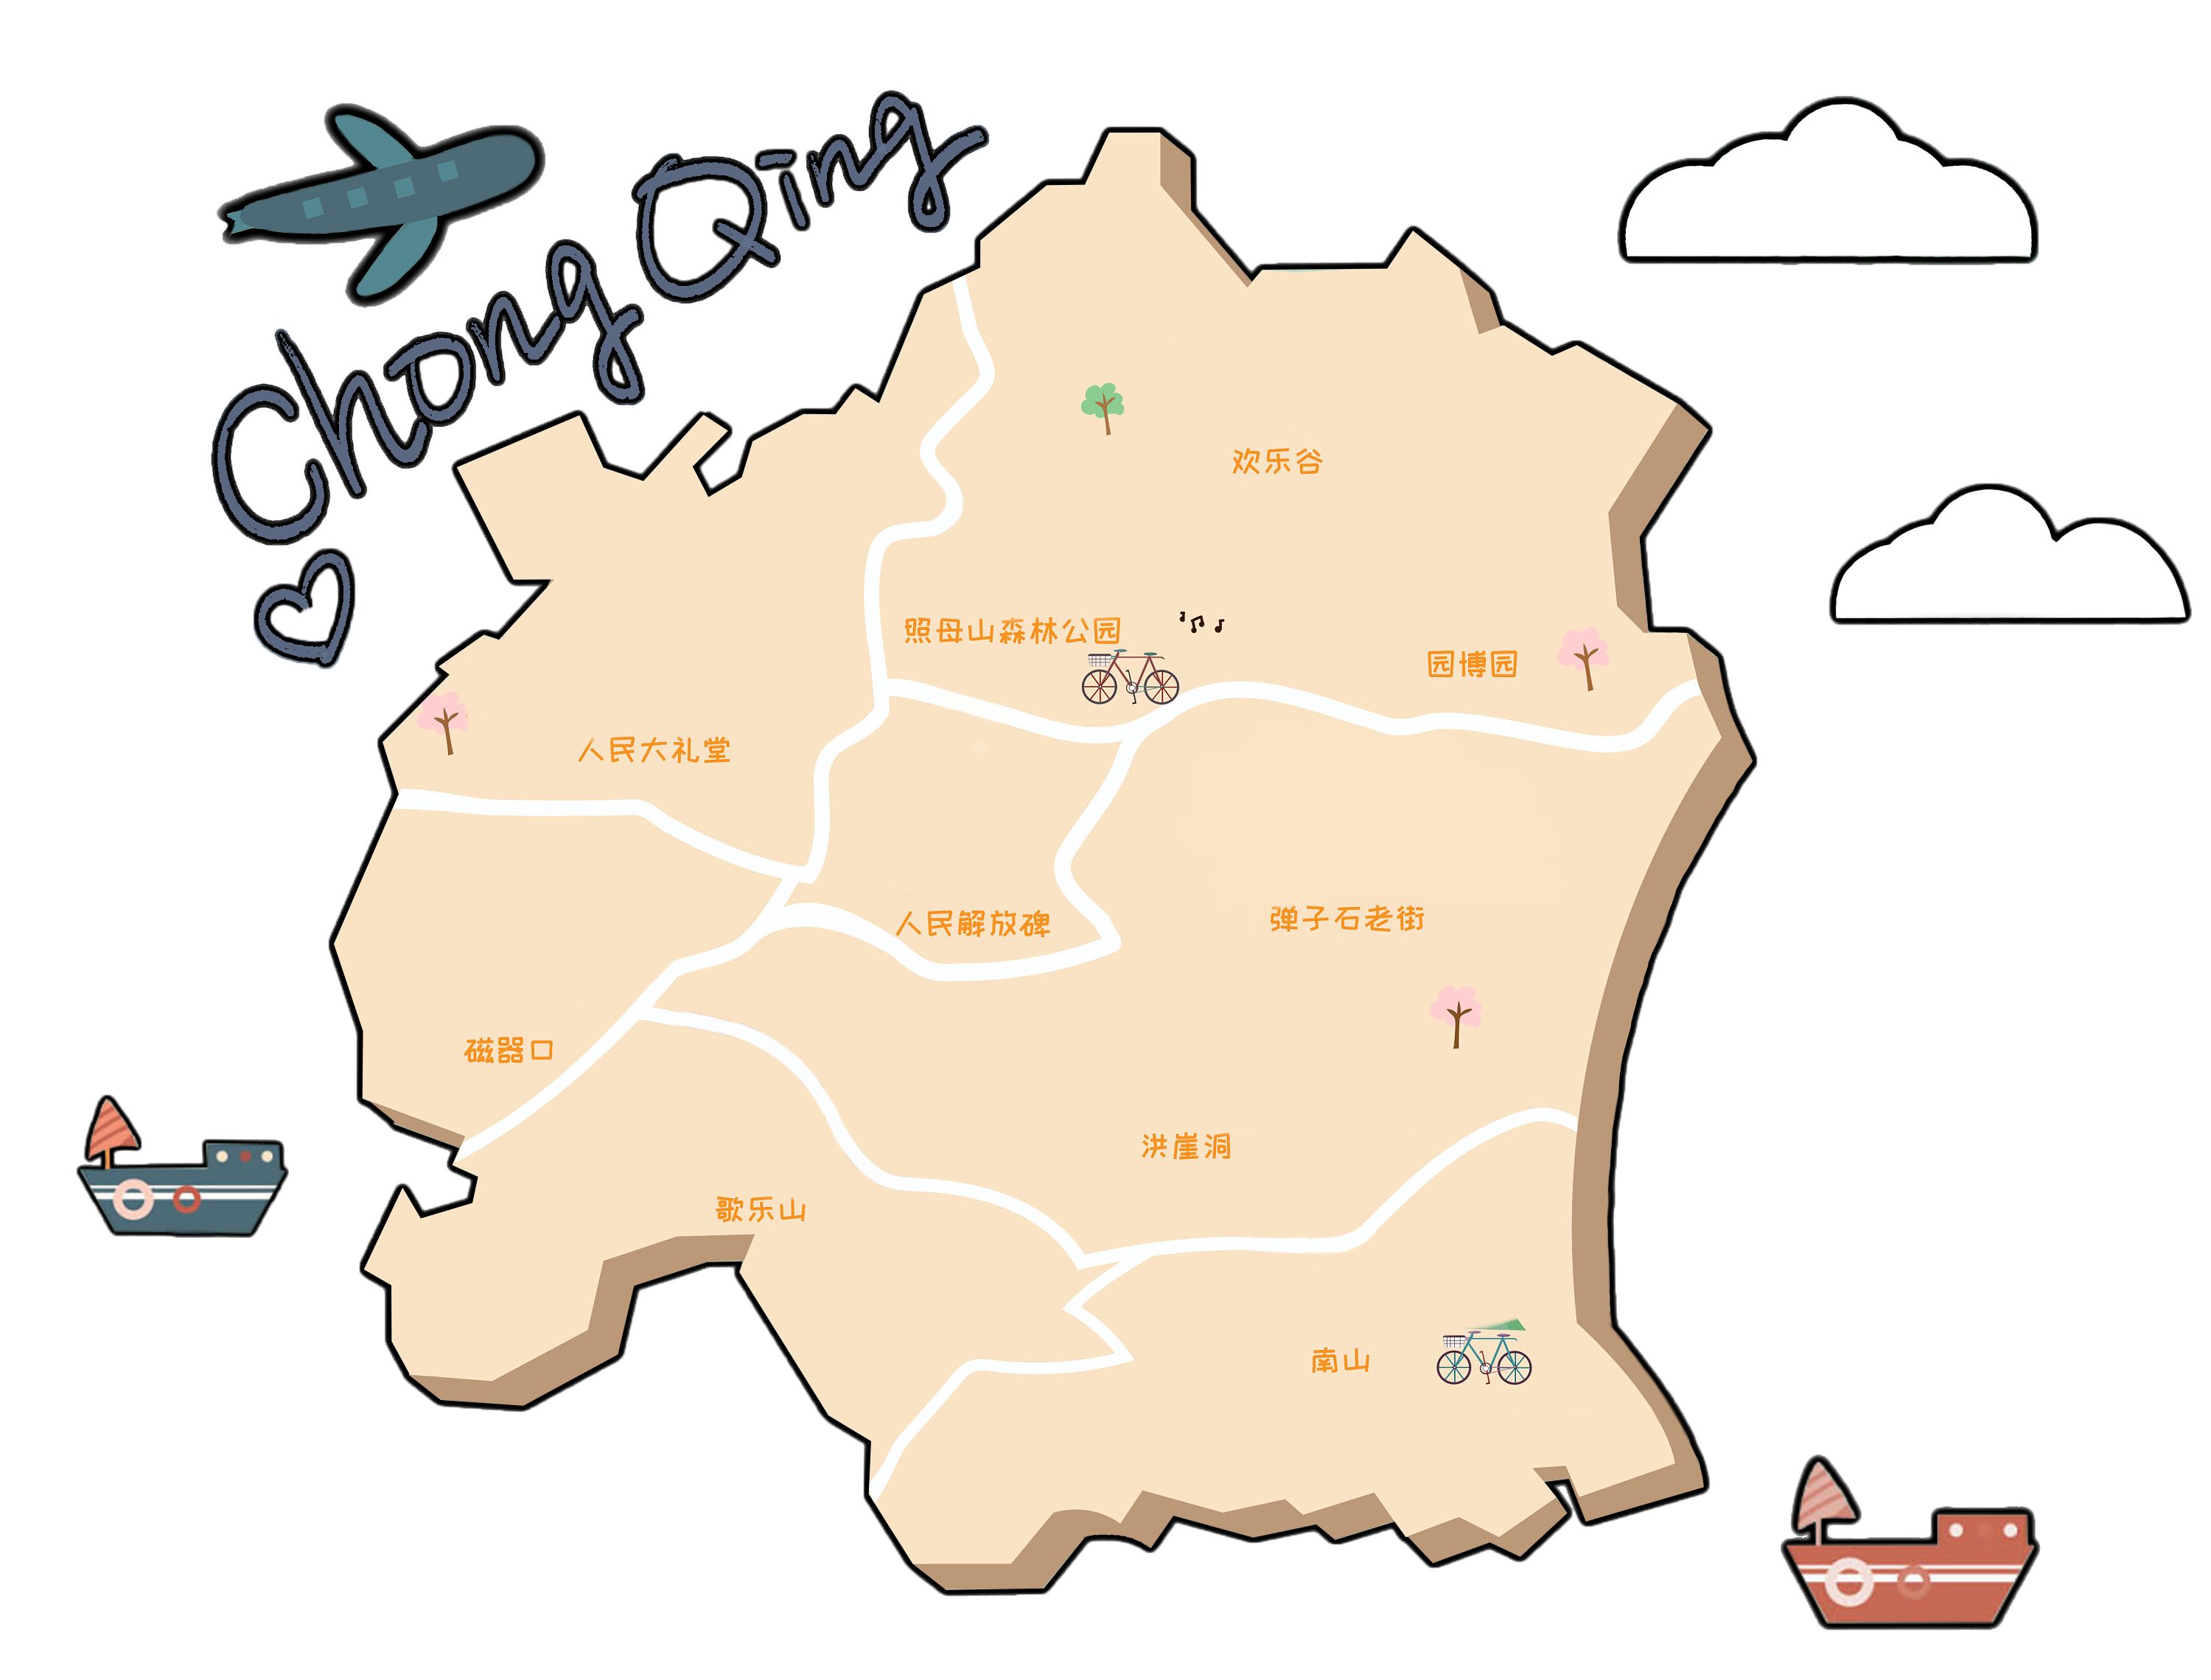 Chong Qing
欢乐谷
照母山森林公园
园博园
人民大礼堂
人民解放碑
弹子石老街
磁器口
洪崖洞
歌乐山
南山